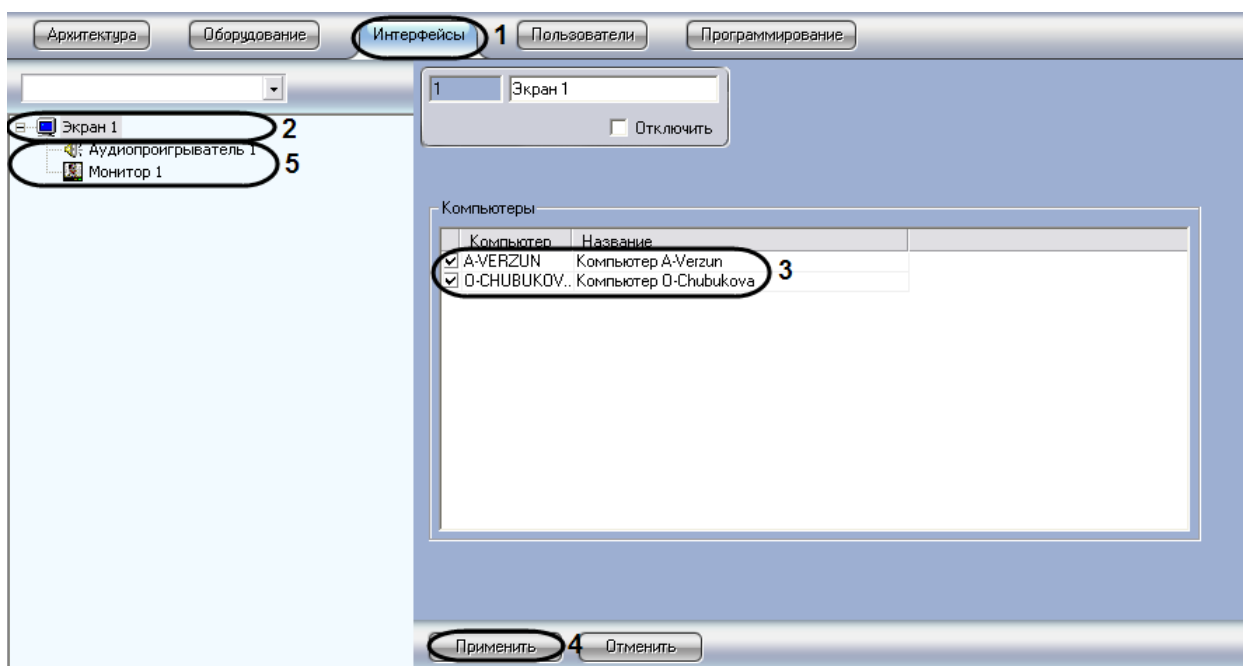 Архитектура Оборудование Интерфейсы 1 Пользователи Программирование
1 Экран 1
Отключить
Экран 1 2
Аудиопроигрыватель 1
Монитор 1 5
Компьютеры
Компьютер Название
A-VERZUN Компьютер A-Verzun
O-CHUBUKOV.. Компьютер O-Chubukova 3
Применить 4 Отменить